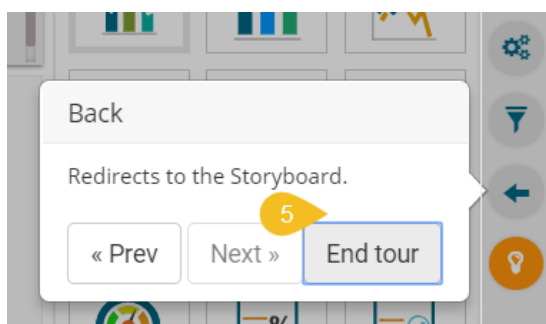 Back
Redirects to the Storyboard.
5
« Prev Next » End tour
%